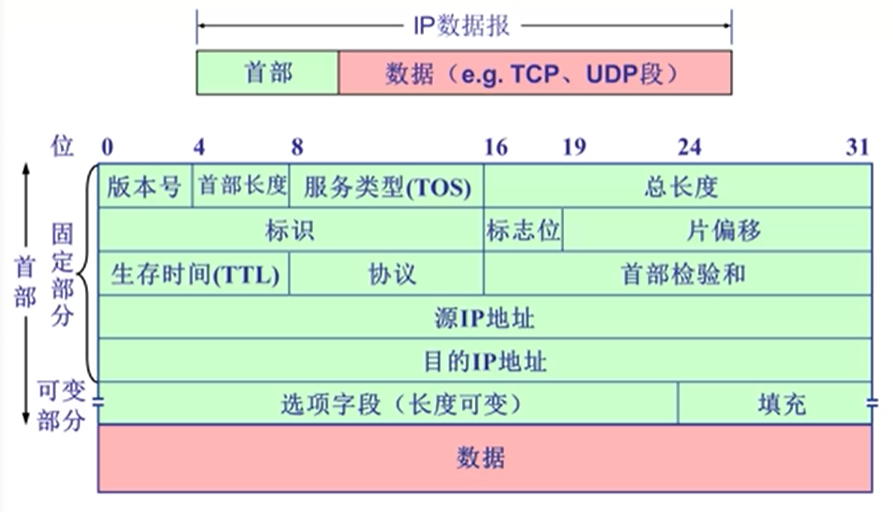 IP数据报
首部 数据（e.g. TCP、UDP段）
位 0 4 8 16 19 24 31
版本号 首部长度 服务类型(TOS) 总长度
标识 标志位 片偏移
生存时间(TTL) 协议 首部检验和
源IP地址
目的IP地址
选项字段（长度可变） 填充
数据
首部
固定部分
可变
部分